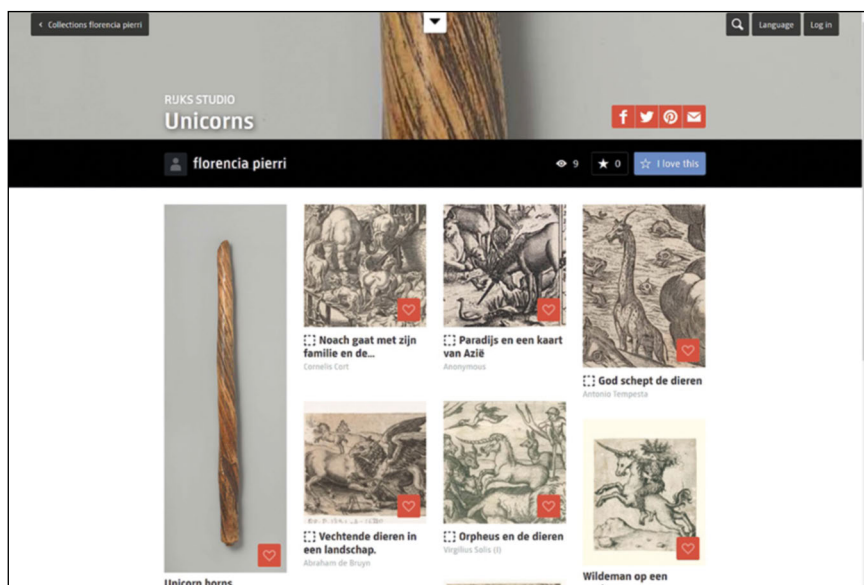 Collections florencia pierri
Language
Log in
RIJKS STUDIO
Unicorns
florencia pierri
9
0
I love this
Noach gaat met zijn
familie en de...
Cornelis Cort
Paradijs en een kaart
van Azië
Anonymous
God schept de dieren
Antonio Tempesta
Vechtende dieren in
een landschap.
Abraham de Bruyn
Orpheus en de dieren
Virgilius Solis (I)
Unicorn horns
Wildeman op een